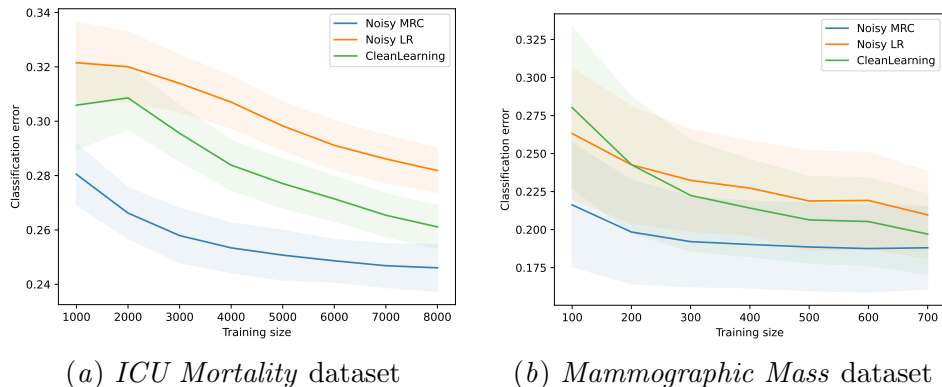 0.34
0.32
0.30
0.28
0.26
0.24
Classification error
1000 2000 3000 4000 5000 6000 7000 8000
Training size
Noisy MRC
Noisy LR
CleanLearning
(a) ICU Mortality dataset
0.325
0.300
0.275
0.250
0.225
0.200
0.175
Classification error
100 200 300 400 500 600 700
Training size
Noisy MRC
Noisy LR
CleanLearning
(b) Mammographic Mass dataset